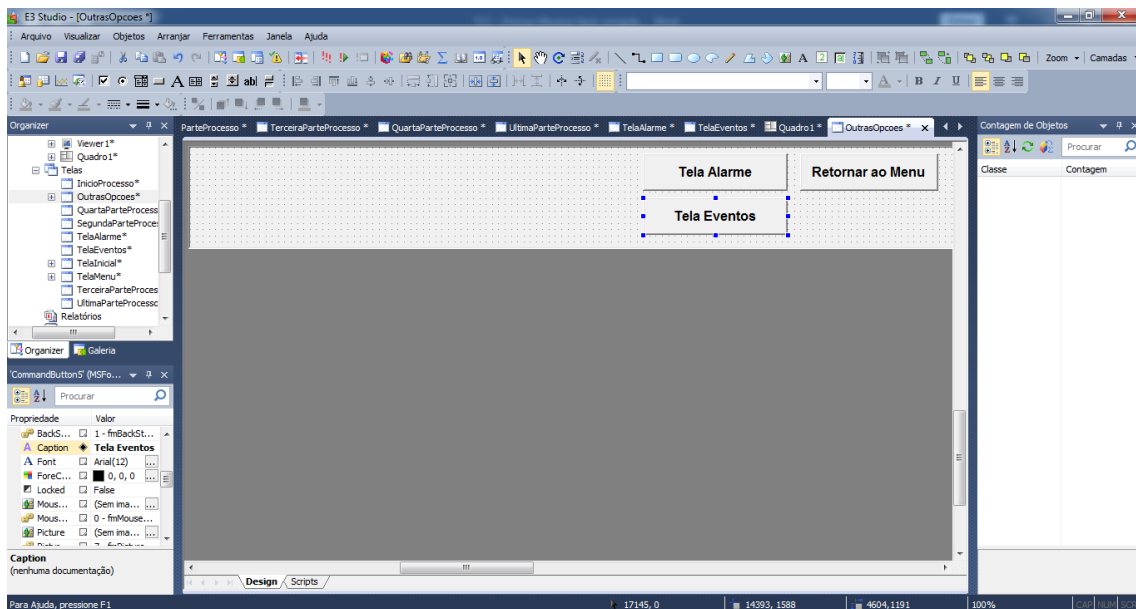 E3 Studio - [OutrasOpcoes *]
Arquivo Visualizar Objetos Arranjar Ferramentas Janela Ajuda
Zoom Camadas
Organizer
ParteProcesso * TerceiraParteProcesso * QuartaParteProcesso * UltimaParteProcesso * TelaAlarme * TelaEventos * Quadro1 * OutrasOpcoes *
Contagem de Objetos
Viewer1*
Quadro1*
Telas
InicioProcesso*
OutrasOpcoes*
QuartaParteProcess
SegundaParteProces
TelaAlarme*
TelaEventos*
TelaInicial*
TelaMenu*
TerceiraParteProces
UltimaParteProcessc
Relatórios
Organizer Galeria
Tela Alarme Retornar ao Menu
Tela Eventos
Procurar
Classe Contagem
'CommandButton5' (MSFo...
Procurar
Propriedade Valor
BackS... 1 - fmBackSt...
Caption Tela Eventos
Font Arial(12) ...
ForeC... 0, 0, 0 ...
Locked False
Mous... (Sem ima... ...
Mous... 0 - fmMouse...
Picture (Sem ima... ...
Caption
(nenhuma documentação)
Design Scripts
Para Ajuda, pressione F1 17145, 0 14393, 1588 4604,1191 100% CAP NUM SCR